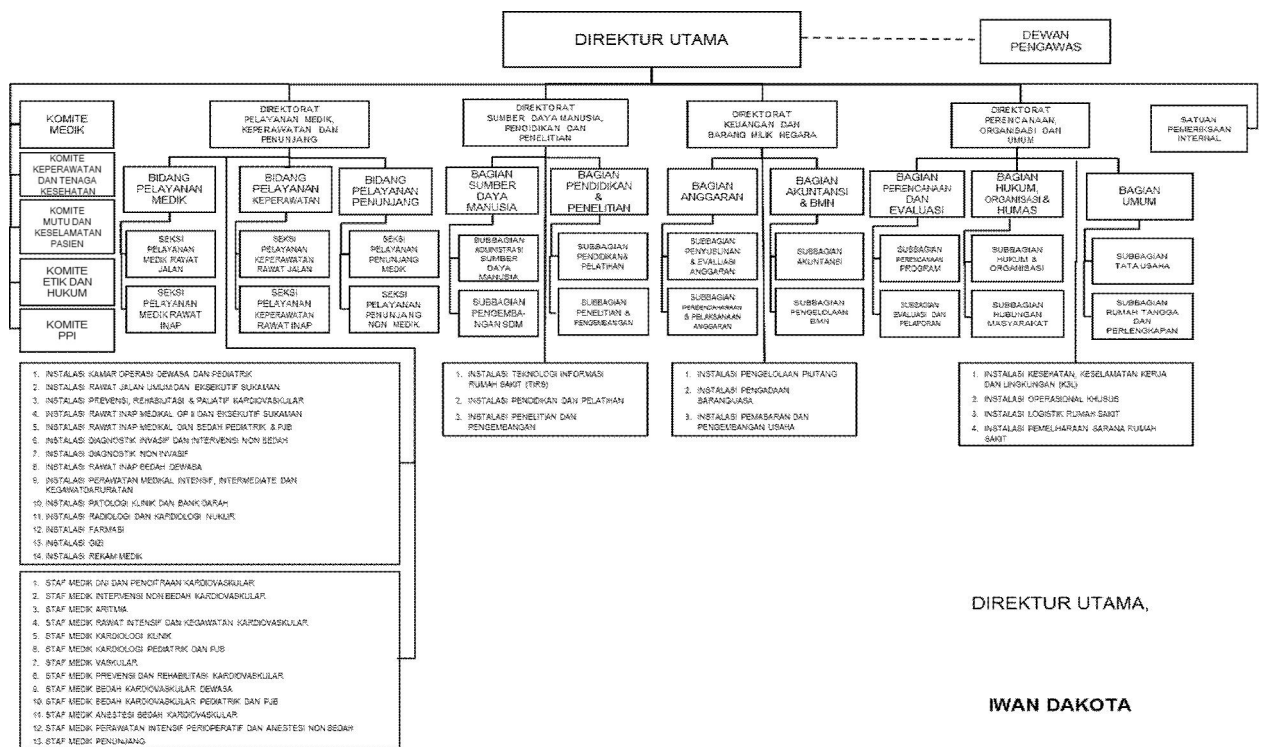 DIREKTUR UTAMA
DEWAN
PENGAWAS
KOMITE
MEDIK
KOMITE
KEPERAWATAN
DAN TENAGA
KESEHATAN
KOMITE
MUTU DAN
KESELAMATAN
PASIEN
KOMITE
ETIK DAN
HUKUM
KOMITE
PPI
DIREKTORAT
PELAYANAN MEDIK,
KEPERAWATAN DAN
PENUNJANG
DIREKTORAT
SUMBER DAYA MANUSIA,
PENDIDIKAN DAN
PENELITIAN
DIREKTORAT
KEUANGAN DAN
BARANG MILIK NEGARA
DIREKTORAT
PERENCANAAN,
ORGANISASI DAN
UMUM
SATUAN
PEMERIKSAAN
INTERNAL
BIDANG
PELAYANAN
MEDIK
BIDANG
PELAYANAN
KEPERAWATAN
BIDANG
PELAYANAN
PENUNJANG
BAGIAN
SUMBER
DAYA
MANUSIA
BAGIAN
PENDIDIKAN
&
PENELITIAN
BAGIAN
ANGGARAN
BAGIAN
AKUNTANSI
& BMN
BAGIAN
PERENCANAAN
DAN
EVALUASI
BAGIAN
HUKUM,
ORGANISASI &
HUMAS
BAGIAN
UMUM
SEKSI
PELAYANAN
MEDIK RAWAT
JALAN
SEKSI
PELAYANAN
KEPERAWATAN
RAWAT JALAN
SEKSI
PELAYANAN
PENUNJANG
MEDIK
SUBBAGIAN
ADMINISTRASI
SUMBER
DAYA
MANUSIA
SUBBAGIAN
PENDIDIKAN &
PELATIHAN
SUBBAGIAN
PENYUSUNAN
& EVALUASI
ANGGARAN
SUBBAGIAN
AKUNTANSI
SUBBAGIAN
PERENCANAAN
PROGRAM
SUBBAGIAN
HUKUM &
ORGANISASI
SUBBAGIAN
TATA USAHA
SEKSI
PELAYANAN
MEDIK RAWAT
INAP
SEKSI
PELAYANAN
KEPERAWATAN
RAWAT INAP
SEKSI
PELAYANAN
PENUNJANG
NON MEDIK
SUBBAGIAN
PENGEMBA-
NGAN SDM
SUBBAGIAN
PENELITIAN &
PENGEMBANGAN
SUBBAGIAN
PERBENDAHARAAN
& PELAKSANAAN
ANGGARAN
SUBBAGIAN
PENGELOLAAN
BMN
SUBBAGIAN
EVALUASI DAN
PELAPORAN
SUBBAGIAN
HUBUNGAN
MASYARAKAT
SUBBAGIAN
RUMAH TANGGA
DAN
PERLENGKAPAN
1. INSTALASI KAMAR OPERASI DEWASA DAN PEDIATRIK
2. INSTALASI RAWAT JALAN UMUM DAN EKSEKUTIF SUKAMAN
3. INSTALASI PREVENSI, REHABILITASI & PALIATIF KARDIOVASKULAR
4. INSTALASI RAWAT INAP MEDIKAL GP II DAN EKSEKUTIF SUKAMAN
5. INSTALASI RAWAT INAP MEDIKAL DAN BEDAH PEDIATRIK & PJB
6. INSTALASI DIAGNOSTIK INVASIF DAN INTERVENSI NON BEDAH
7. INSTALASI DIAGNOSTIK NON INVASIF
8. INSTALASI RAWAT INAP BEDAH DEWASA
9. INSTALASI PERAWATAN MEDIKAL INTENSIF, INTERMEDIATE DAN
KEGAWATDARURATAN
10. INSTALASI PATOLOGI KLINIK DAN BANK DARAH
11. INSTALASI RADIOLOGI DAN KARDIOLOGI NUKLIR
12. INSTALASI FARMASI
13. INSTALASI GIZI
14. INSTALASI REKAM MEDIK
1. INSTALASI TEKNOLOGI INFORMASI
RUMAH SAKIT (TIRS)
2. INSTALASI PENDIDIKAN DAN PELATIHAN
3. INSTALASI PENELITIAN DAN
PENGEMBANGAN
1. INSTALASI PENGELOLAAN PIUTANG
2. INSTALASI PENGADAAN
BARANG/JASA
3. INSTALASI PEMASARAN DAN
PENGEMBANGAN USAHA
1. INSTALASI KESEHATAN, KESELAMATAN KERJA
DAN LINGKUNGAN (K3L)
2. INSTALASI OPERASIONAL KHUSUS
3. INSTALASI LOGISTIK RUMAH SAKIT
4. INSTALASI PEMELIHARAAN SARANA RUMAH
SAKIT
1. STAF MEDIK DNI DAN PENCITRAAN KARDIOVASKULAR
2. STAF MEDIK INTERVENSI NON BEDAH KARDIOVASKULAR
3. STAF MEDIK ARITMIA
4. STAF MEDIK RAWAT INTENSIF DAN KEGAWATAN KARDIOVASKULAR
5. STAF MEDIK KARDIOLOGI KLINIK
6. STAF MEDIK KARDIOLOGI PEDIATRIK DAN PJB
7. STAF MEDIK VASKULAR
8. STAF MEDIK PREVENSI DAN REHABILITASI KARDIOVASKULAR
9. STAF MEDIK BEDAH KARDIOVASKULAR DEWASA
10. STAF MEDIK BEDAH KARDIOVASKULAR PEDIATRIK DAN PJB
11. STAF MEDIK ANESTESI BEDAH KARDIOVASKULAR
12. STAF MEDIK PERAWATAN INTENSIF PERIOPERATIF DAN ANESTESI NON BEDAH
13. STAF MEDIK PENUNJANG
DIREKTUR UTAMA,
IWAN DAKOTA